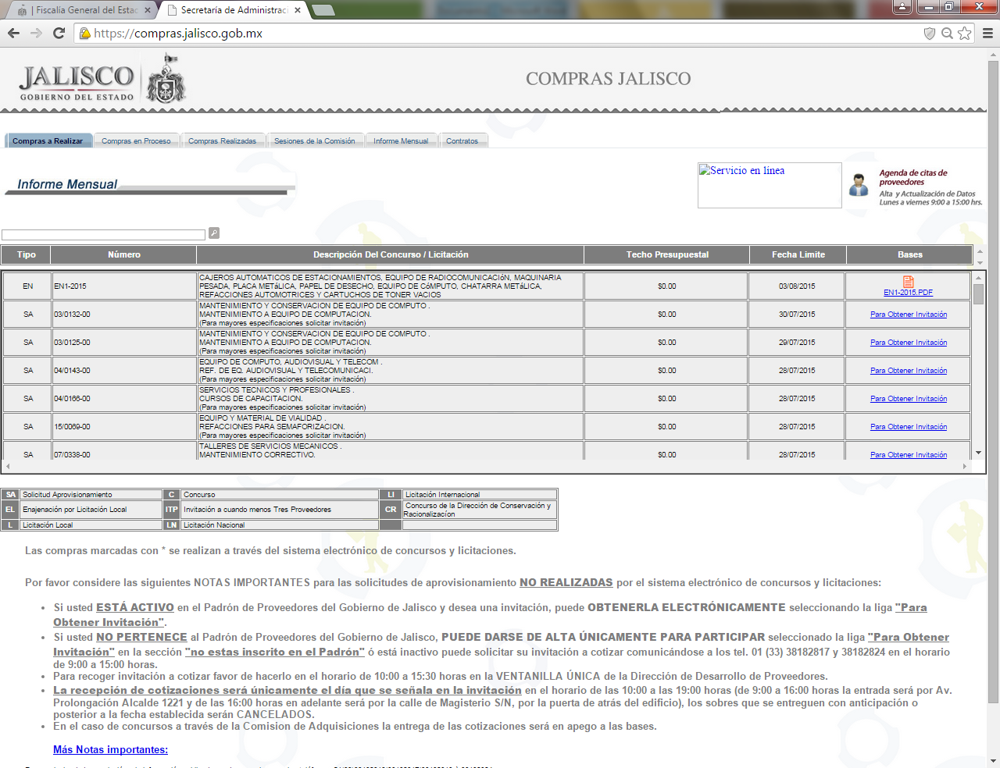 | Fiscalía General del Estac
Secretaría de Administraci
https://compras.jalisco.gob.mx
JALISCO
GOBIERNO DEL ESTADO
COMPRAS JALISCO
Compras a Realizar
Compras en Proceso
Compras Realizadas
Sesiones de la Comisión
Informe Mensual
Contratos
Informe Mensual
Servicio en línea
Agenda de citas de
proveedores
Alta y Actualización de Datos
Lunes a viernes 9:00 a 15:00 hrs.
Tipo Número Descripción Del Concurso / Licitación Techo Presupuestal Fecha Limite Bases
EN EN1-2015 CAJEROS AUTOMATICOS DE ESTACIONAMIENTOS, EQUIPO DE RADIOCOMUNICACIóN, MAQUINARIA
PESADA, PLACA METáLICA, PAPEL DE DESECHO, EQUIPO DE CóMPUTO, CHATARRA METáLICA,
REFACCIONES AUTOMOTRICES Y CARTUCHOS DE TONER VACIOS
$0.00 03/08/2015 EN1-2015.PDF
SA 03/0132-00 MANTENIMIENTO Y CONSERVACION DE EQUIPO DE COMPUTO .
MANTENIMIENTO A EQUIPO DE COMPUTACION.
(Para mayores especificaciones solicitar invitación)
$0.00 30/07/2015 Para Obtener Invitación
SA 03/0125-00 MANTENIMIENTO Y CONSERVACION DE EQUIPO DE COMPUTO .
MANTENIMIENTO A EQUIPO DE COMPUTACION.
(Para mayores especificaciones solicitar invitación)
$0.00 29/07/2015 Para Obtener Invitación
SA 04/0143-00 EQUIPO DE COMPUTO, AUDIOVISUAL Y TELECOM .
REF. DE EQ. AUDIOVISUAL Y TELECOMUNICACI.
(Para mayores especificaciones solicitar invitación)
$0.00 28/07/2015 Para Obtener Invitación
SA 04/0166-00 SERVICIOS TECNICOS Y PROFESIONALES .
CURSOS DE CAPACITACION.
(Para mayores especificaciones solicitar invitación)
$0.00 28/07/2015 Para Obtener Invitación
SA 15/0069-00 EQUIPO Y MATERIAL DE VIALIDAD .
REFACCIONES PARA SEMAFORIZACION.
(Para mayores especificaciones solicitar invitación)
$0.00 28/07/2015 Para Obtener Invitación
SA 07/0338-00 TALLERES DE SERVICIOS MECANICOS .
MANTENIMIENTO CORRECTIVO.
$0.00 28/07/2015 Para Obtener Invitación
SA Solicitud Aprovisionamiento C Concurso LI Licitación Internacional
EL Enajenación por Licitación Local ITP Invitación a cuando menos Tres Proveedores CR Concurso de la Dirección de Conservación y
Racionalizacíon
L Licitación Local LN Licitación Nacional
Las compras marcadas con * se realizan a través del sistema electrónico de concursos y licitaciones.
Por favor considere las siguientes NOTAS IMPORTANTES para las solicitudes de aprovisionamiento NO REALIZADAS por el sistema electrónico de concursos y licitaciones:
• Si usted ESTÁ ACTIVO en el Padrón de Proveedores del Gobierno de Jalisco y desea una invitación, puede OBTENERLA ELECTRÓNICAMENTE seleccionando la liga "Para
Obtener Invitación".
• Si usted NO PERTENECE al Padrón de Proveedores del Gobierno de Jalisco, PUEDE DARSE DE ALTA ÚNICAMENTE PARA PARTICIPAR seleccionado la liga "Para Obtener
Invitación" en la sección "no estas inscrito en el Padrón" ó está inactivo puede solicitar su invitación a cotizar comunicándose a los tel. 01 (33) 38182817 y 38182824 en el horario
de 9:00 a 15:00 horas.
• Para recoger invitación a cotizar favor de hacerlo en el horario de 10:00 a 15:30 horas en la VENTANILLA ÚNICA de la Dirección de Desarrollo de Proveedores.
• La recepción de cotizaciones será únicamente el día que se señala en la invitación en el horario de las 10:00 a las 19:00 horas (de 9:00 a 16:00 horas la entrada será por Av.
Prolongación Alcalde 1221 y de las 16:00 horas en adelante será por la calle de Magisterio S/N, por la puerta de atrás del edificio), los sobres que se entreguen con anticipación o
posterior a la fecha establecida serán CANCELADOS.
• En el caso de concursos a través de la Comision de Adquisiciones la entrega de las cotizaciones será en apego a las bases.
Más Notas importantes: